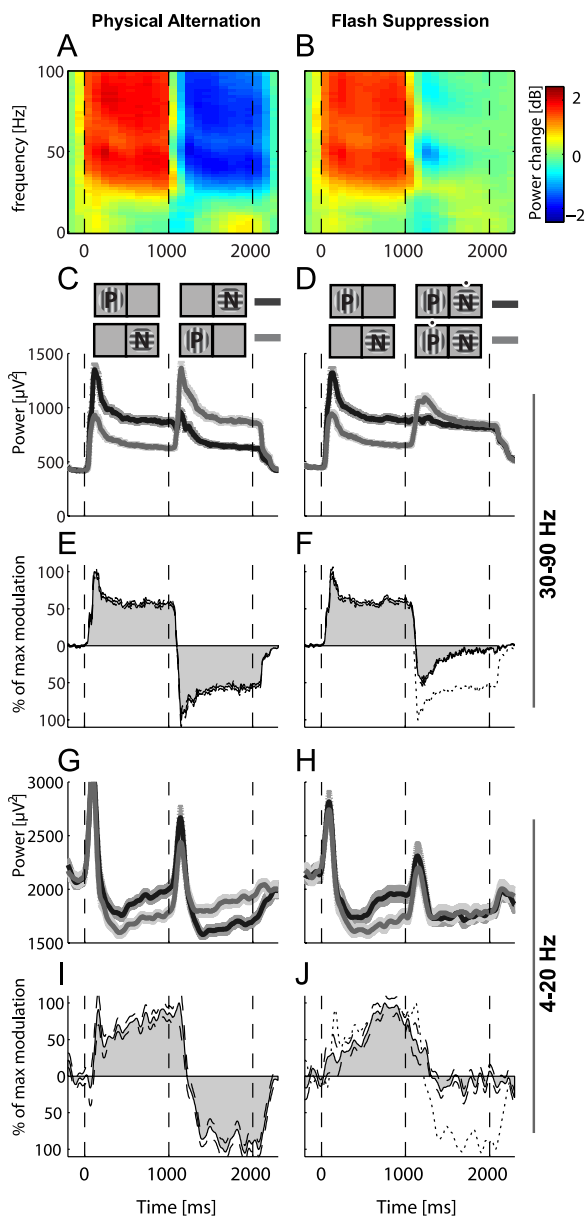 Physical Alternation
Flash Suppression
A
B
frequency [Hz]
100
50
0
0
1000
2000
0
1000
2000
Power change [dB]
2
0
−2
C
D
P
N
N
P
P
P
N
N
P
N
Power [μV²]
1500
1000
500
0
30-90 Hz
E
F
% of max modulation
100
50
0
50
100
G
H
Power [μV²]
3000
2500
2000
1500
4-20 Hz
I
J
% of max modulation
100
50
0
50
100
0
1000
2000
0
1000
2000
Time [ms]
Time [ms]